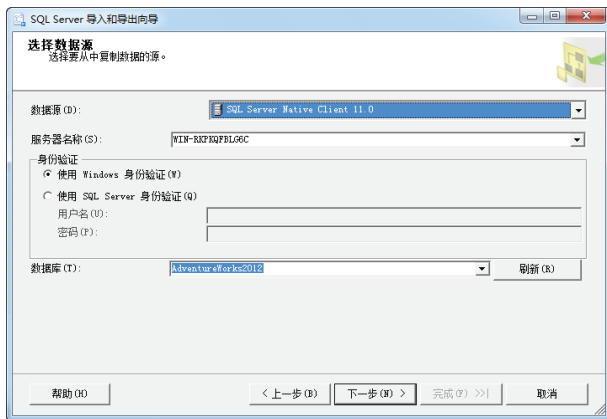 SQL Server 导入和导出向导
选择数据源
选择要从中复制数据的源。
数据源(D): SQL Server Native Client 11.0
服务器名称(S): WIN-RKPKQFBLG6C
身份验证
使用 Windows 身份验证(W)
使用 SQL Server 身份验证(Q)
用户名(U):
密码(P):
数据库(T): AdventureWorks2012 刷新(R)
帮助(H) < 上一步(B) 下一步(N) > 完成(F) >>| 取消